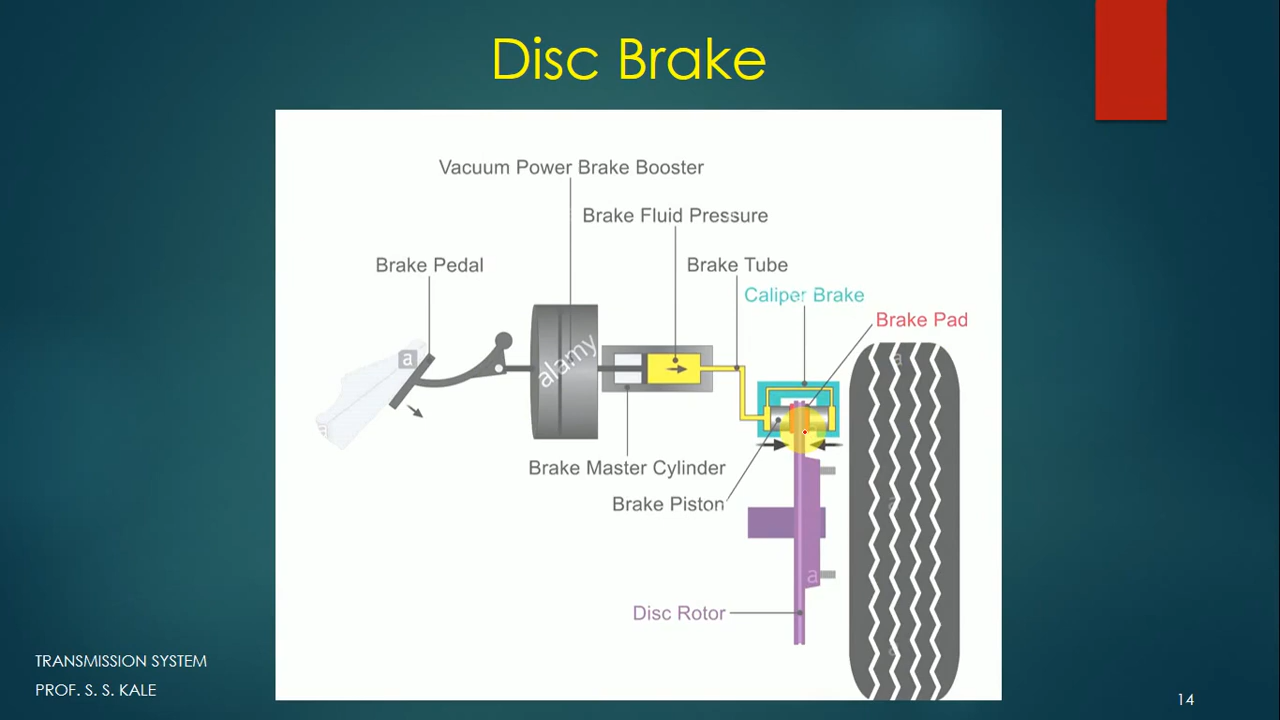 Disc Brake
Vacuum Power Brake Booster
Brake Fluid Pressure
Brake Pedal
Brake Tube
Caliper Brake
Brake Pad
a
a
alamy
Brake Master Cylinder
Brake Piston
a
a
Disc Rotor
a
TRANSMISSION SYSTEM
PROF. S. S. KALE
14